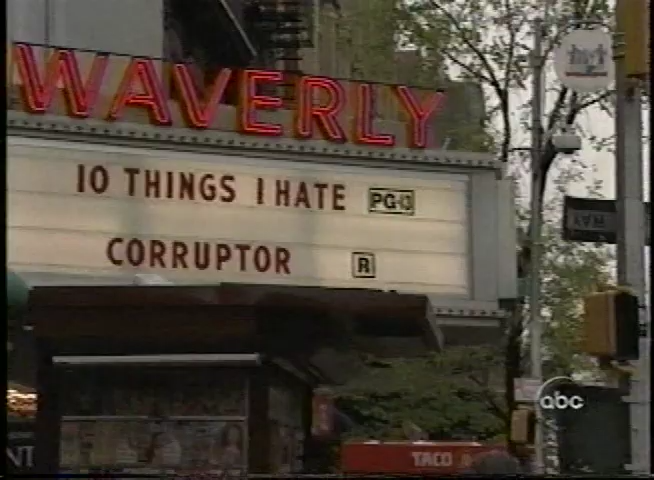 WAVERLY
10 THINGS I HATE PG-13
CORRUPTOR R
abc
TACO